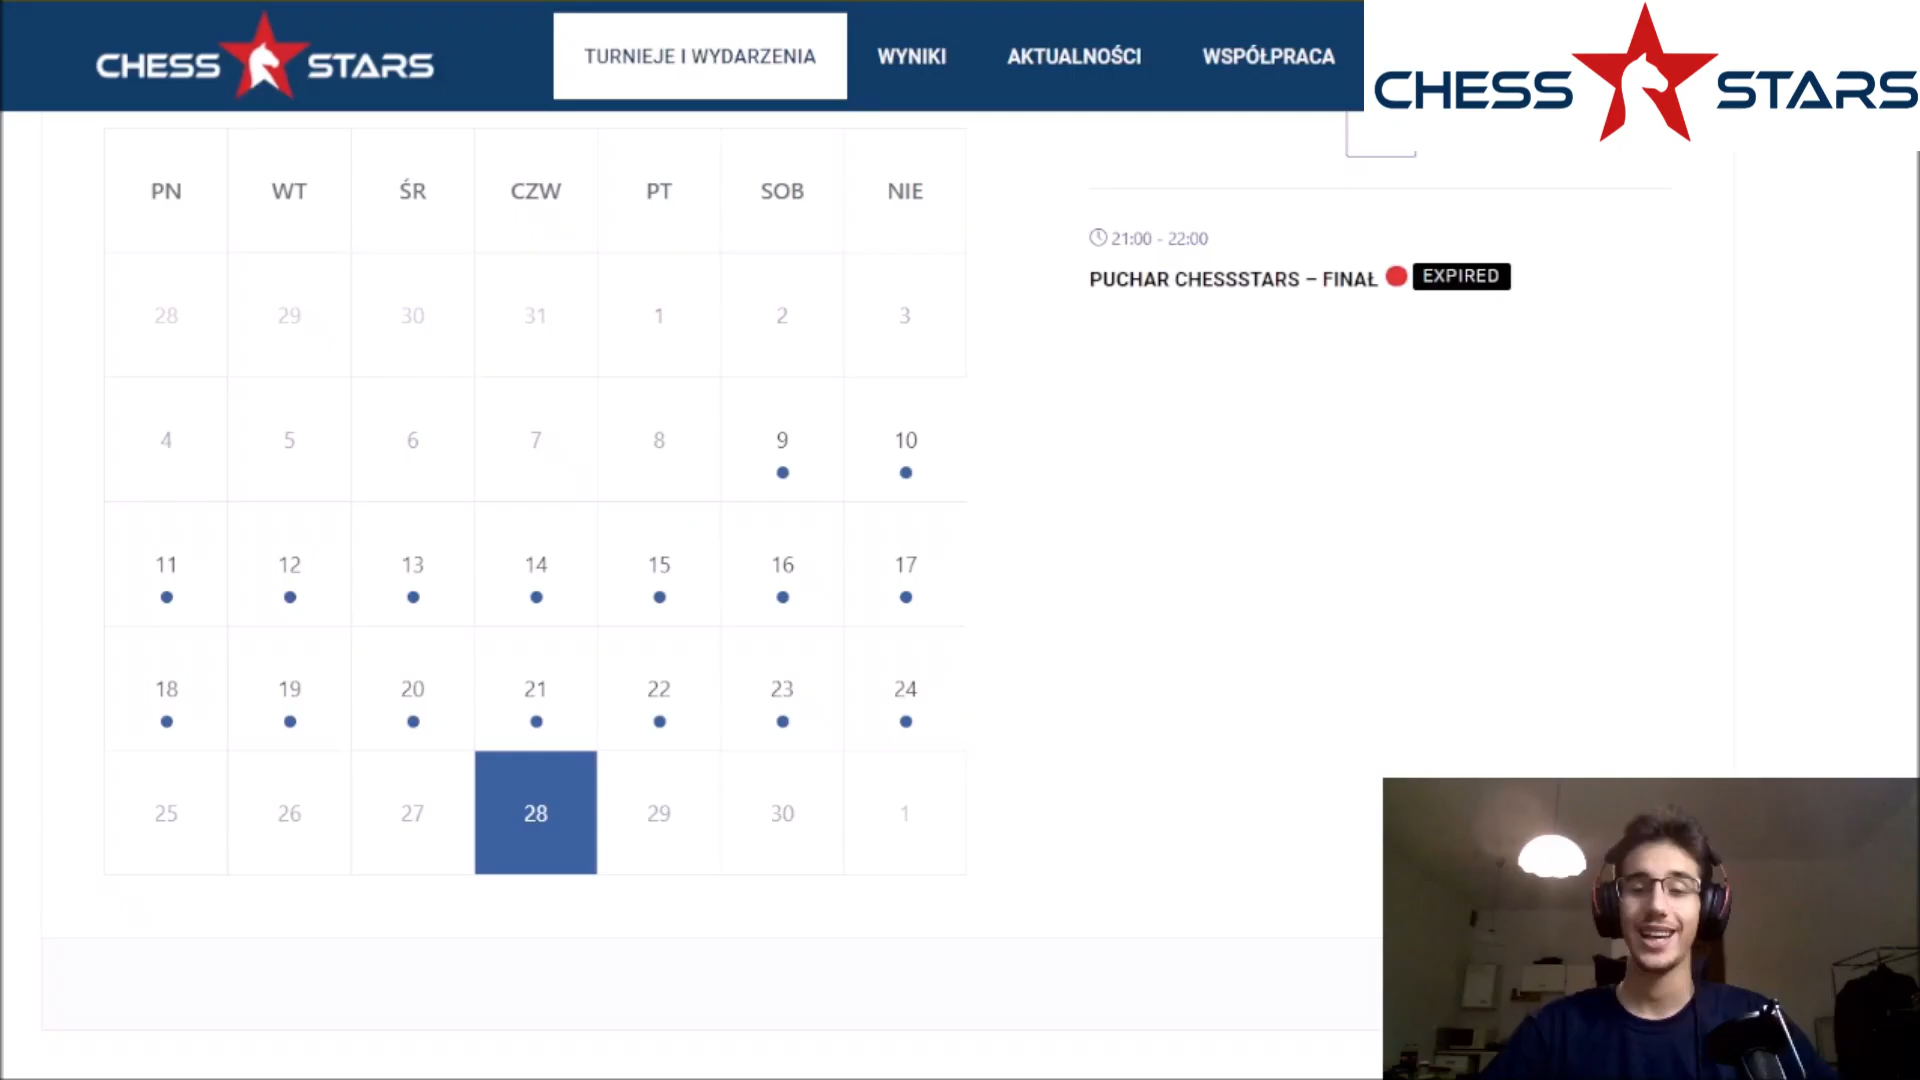 CHESS STARS
TURNIEJE I WYDARZENIA
WYNIKI
AKTUALNOŚCI
WSPÓŁPRACA
CHESS STARS
PN WT ŚR CZW PT SOB NIE
28 29 30 31 1 2 3
4 5 6 7 8 9 10
11 12 13 14 15 16 17
18 19 20 21 22 23 24
25 26 27 28 29 30 1
21:00 - 22:00
PUCHAR CHESSSTARS – FINAŁ EXPIRED